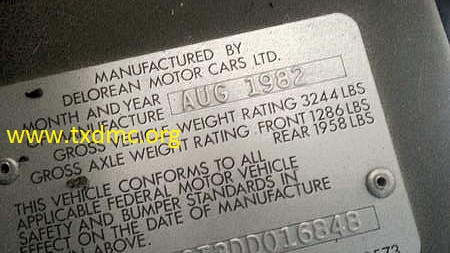 MANUFACTURED BY
DELOREAN MOTOR CARS LTD.
MONTH AND YEAR AUG 1982
MANUFACTURE
www.txdmc.org
GROSS VEHICLE WEIGHT RATING 3244 LBS
GROSS AXLE WEIGHT RATING FRONT 1286 LBS
REAR 1958 LBS
THIS VEHICLE CONFORMS TO ALL
APPLICABLE FEDERAL MOTOR VEHICLE
SAFETY AND BUMPER STANDARDS IN
EFFECT ON THE DATE OF MANUFACTURE
IN ABOVE.
DD016848